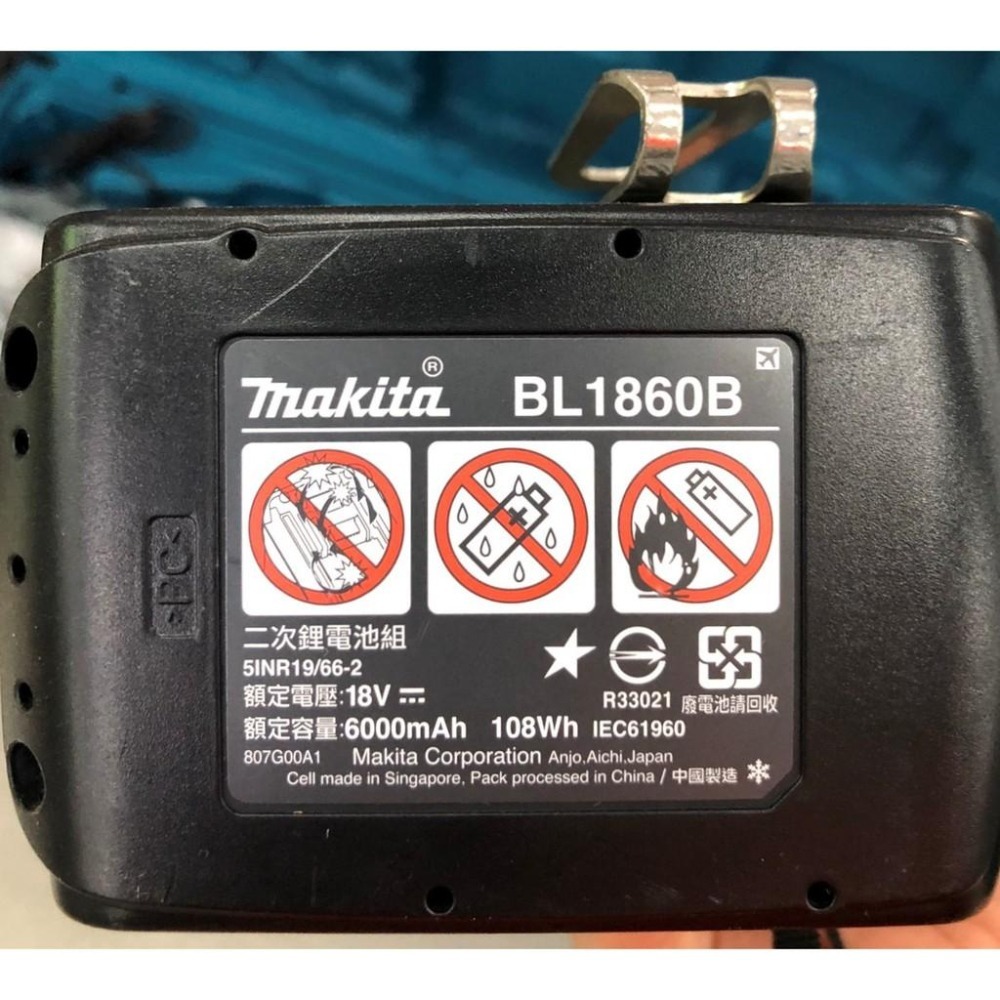 makita® BL1860B
二次鋰電池組
5INR19/66-2
額定電壓:18V
R33021 廢電池請回收
額定容量:6000mAh 108Wh IEC61960
807G00A1 Makita Corporation Anjo,Aichi,Japan
Cell made in Singapore, Pack processed in China / 中國製造
>PC<